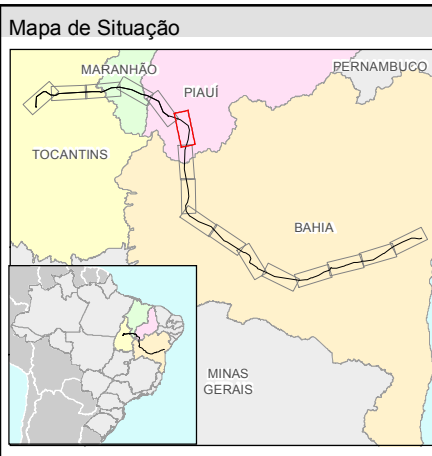 Mapa de Situação
MARANHÃO
PERNAMBUCO
PIAUÍ
TOCANTINS
BAHIA
MINAS
GERAIS